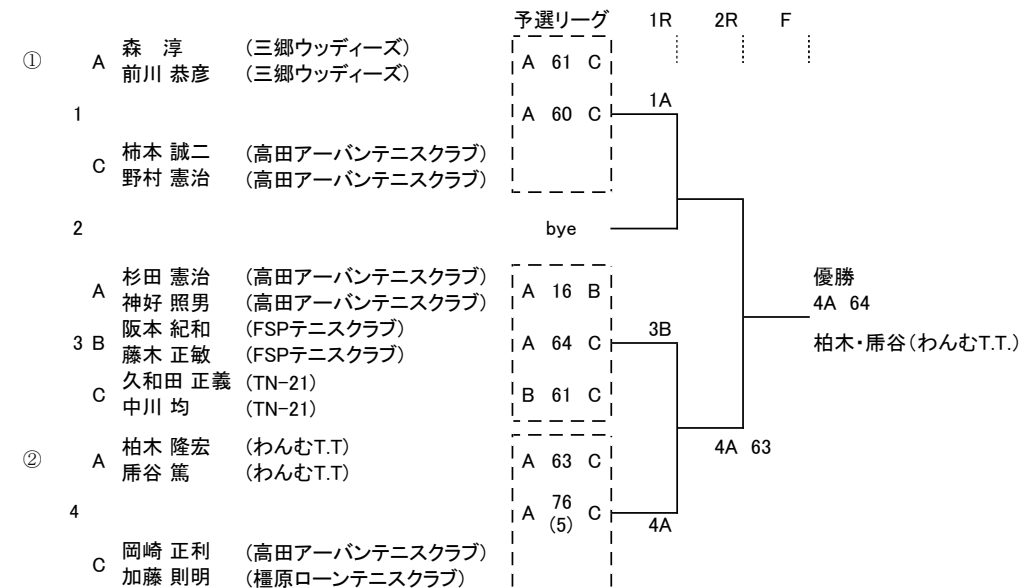 予選リーグ 1R 2R F
① A 森 淳 (三郷ウッディーズ) A 61 C
前川 恭彦 (三郷ウッディーズ)
1 A 60 C 1A
C 柿本 誠二 (高田アーバンテニスクラブ)
野村 憲治 (高田アーバンテニスクラブ)
2 bye
A 杉田 憲治 (高田アーバンテニスクラブ) A 16 B
神好 照男 (高田アーバンテニスクラブ)
優勝
4A 64
3 B 阪本 紀和 (FSPテニスクラブ) A 64 C 3B
藤木 正敏 (FSPテニスクラブ)
柏木・乕谷(わんむT.T.)
C 久和田 正義 (TN-21) B 61 C
中川 均 (TN-21)
② A 柏木 隆宏 (わんむT.T) A 63 C 4A 63
乕谷 篤 (わんむT.T)
4 A 76 C
(5) 4A
C 岡崎 正利 (高田アーバンテニスクラブ)
加藤 則明 (橿原ローンテニスクラブ)